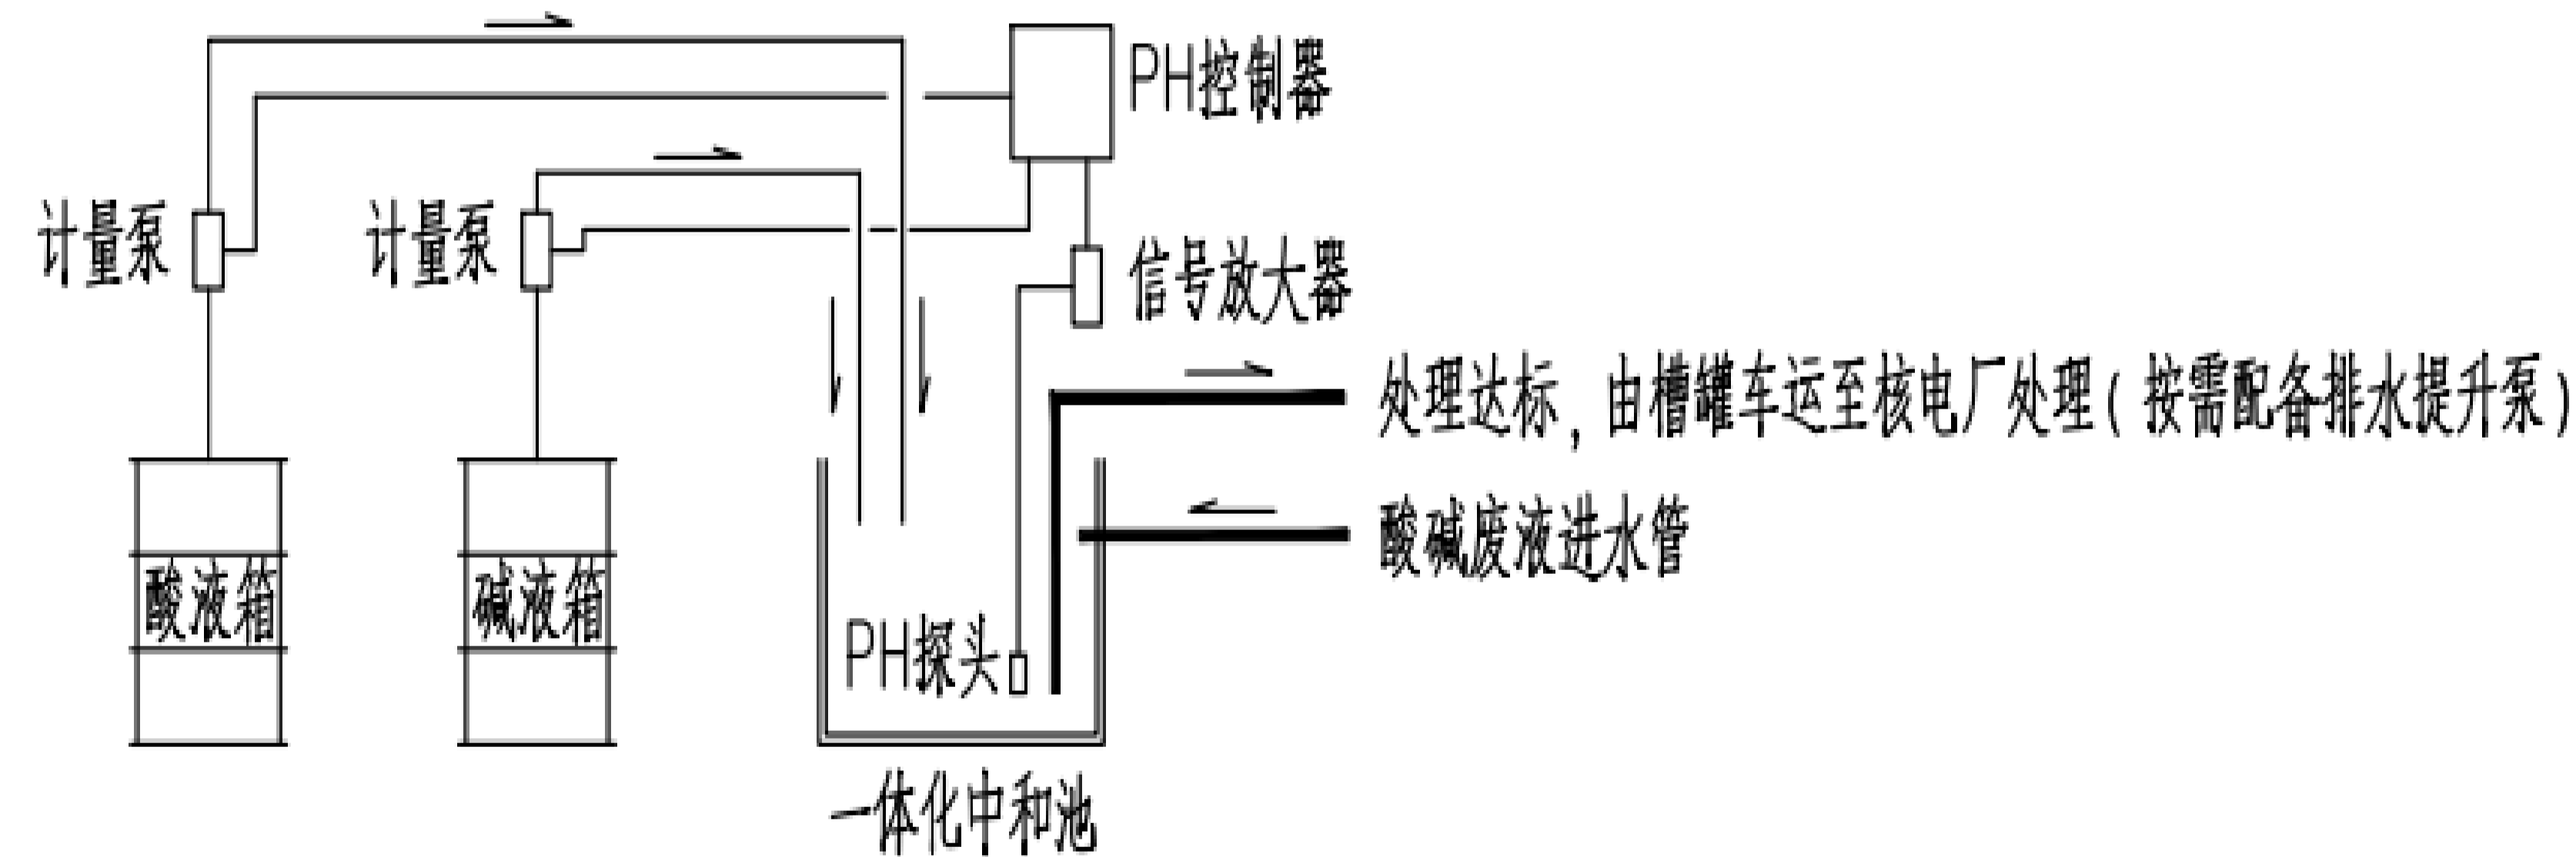 PH控制器
计量泵
计量泵
信号放大器
处理达标,由槽罐车运至核电厂处理(按需配备排水提升泵)
酸碱废液进水管
酸液箱
碱液箱
PH探头
一体化中和池